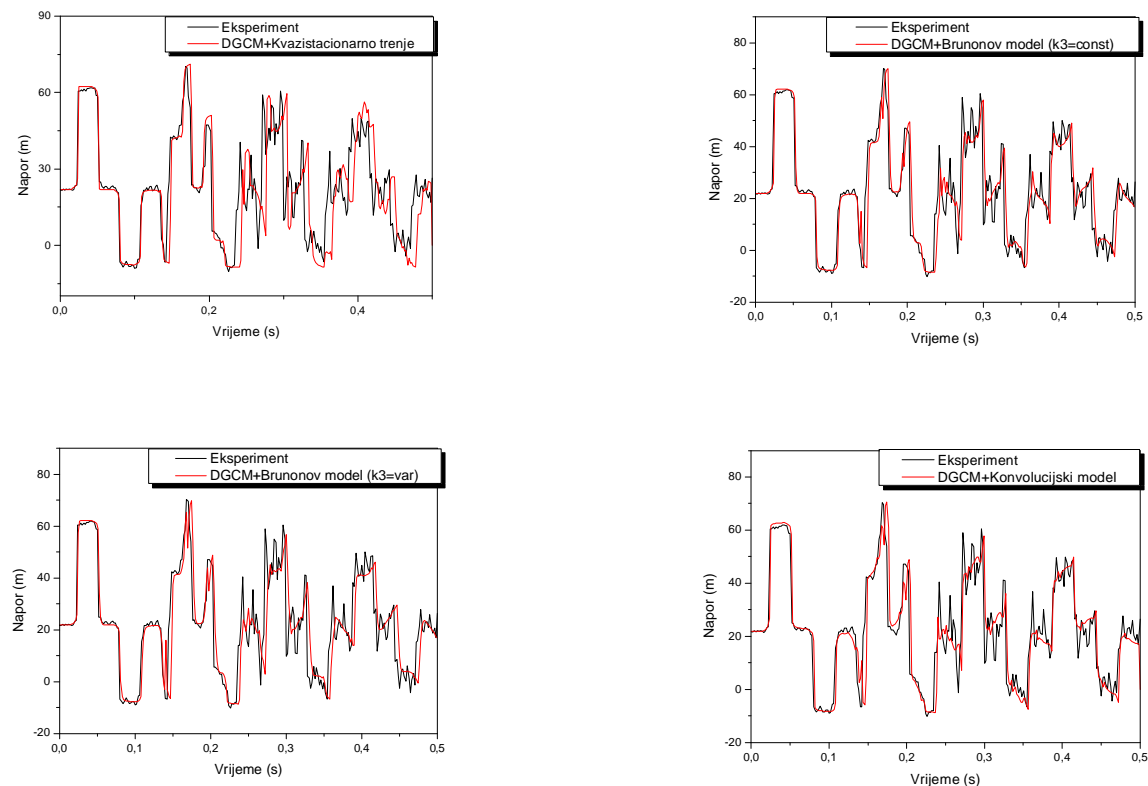 Eksperiment
DGCM+Kvazistacionarno trenje
90
60
30
0
Napor (m)
0,0
0,2
0,4
Vrijeme (s)
Eksperiment
DGCM+Brunonov model (k3=const)
80
60
40
20
0
-20
Napor (m)
0,0
0,1
0,2
0,3
0,4
0,5
Vrijeme (s)
Eksperiment
DGCM+Brunonov model (k3=var)
80
60
40
20
0
-20
Napor (m)
0,0
0,1
0,2
0,3
0,4
0,5
Vrijeme (s)
Eksperiment
DGCM+Konvolucijski model
80
60
40
20
0
-20
Napor (m)
0,0
0,1
0,2
0,3
0,4
0,5
Vrijeme (s)